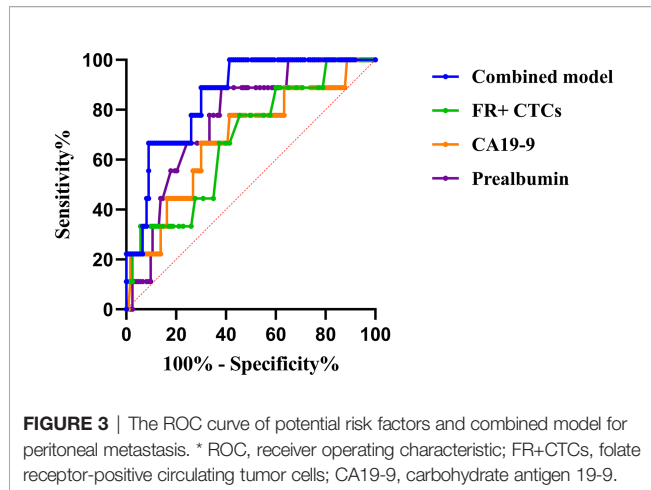 100
80
60
40
20
0
Sensitivity%
0 20 40 60 80 100
100% - Specificity%
Combined model
FR+ CTCs
CA19-9
Prealbumin
FIGURE 3 | The ROC curve of potential risk factors and combined model for
peritoneal metastasis. * ROC, receiver operating characteristic; FR+CTCs, folate
receptor-positive circulating tumor cells; CA19-9, carbohydrate antigen 19-9.